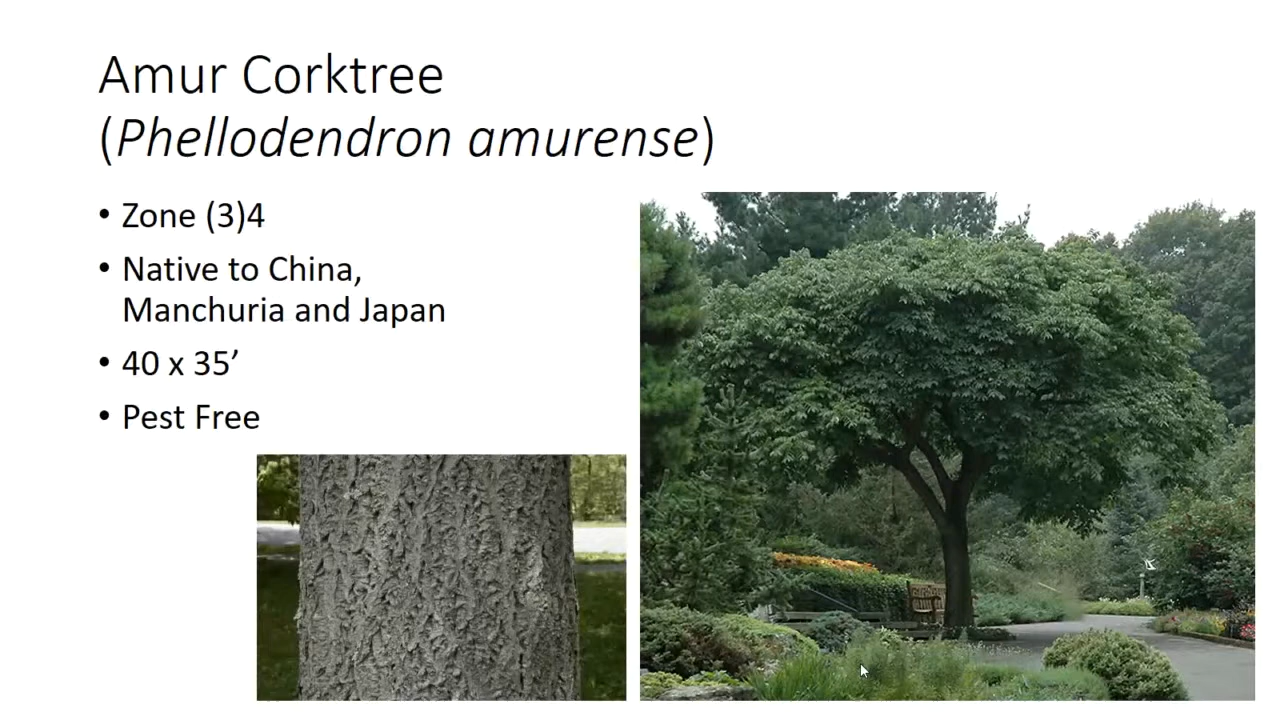 Amur Corktree
(Phellodendron amurense)
• Zone (3)4
• Native to China,
Manchuria and Japan
• 40 x 35’
• Pest Free